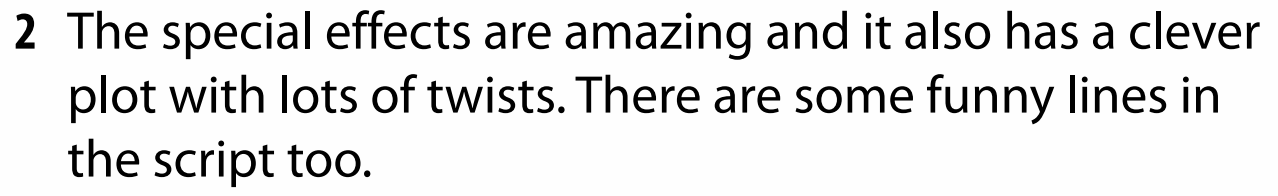 2 The special effects are amazing and it also has a clever
plot with lots of twists. There are some funny lines in
the script too.